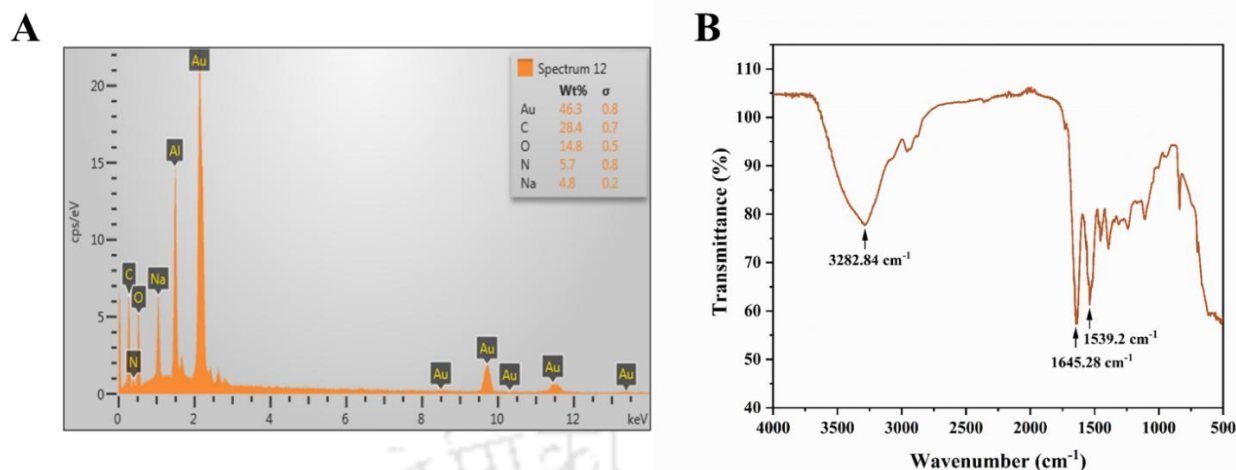 A
B
Au
20
15
10
5
0
cps/eV
Al
C
O
N
Na
Spectrum 12
Wt% σ
Au 46.3 0.8
C 28.4 0.7
O 14.8 0.5
N 5.7 0.8
Na 4.8 0.2
Au
Au
Au
Au
Au
0 2 4 6 8 10 12 keV
110
100
90
80
70
60
50
40
Transmittance (%)
3282.84 cm-1
1539.2 cm-1
1645.28 cm-1
4000 3500 3000 2500 2000 1500 1000 500
Wavenumber (cm-1)